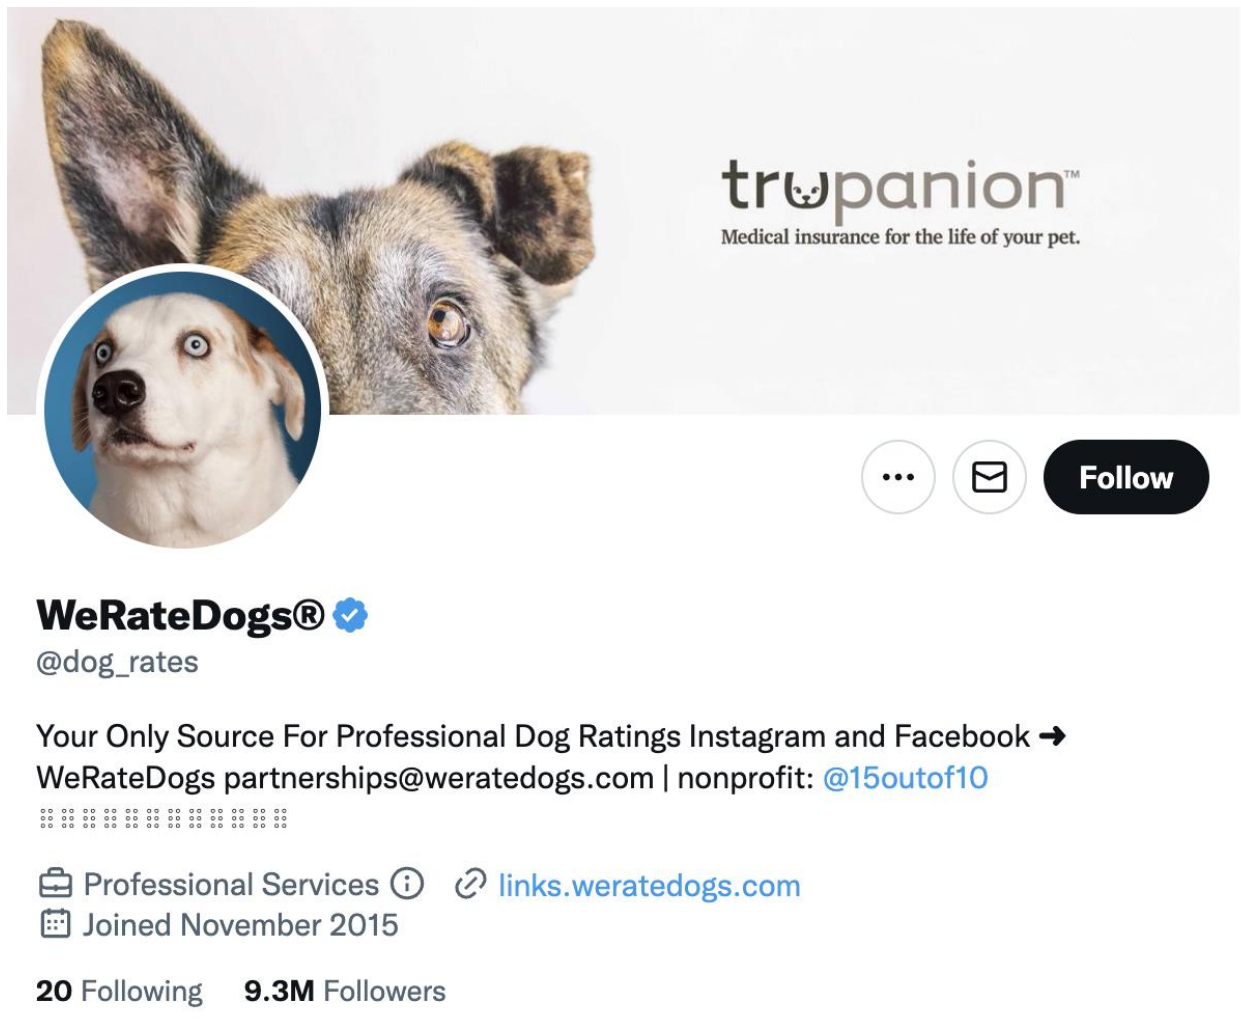 trupanion™
Medical insurance for the life of your pet.
Follow
WeRateDogs®
@dog_rates
Your Only Source For Professional Dog Ratings Instagram and Facebook ➜
WeRateDogs partnerships@weratedogs.com | nonprofit: @15outof10
Professional Services
links.weratedogs.com
Joined November 2015
20 Following 9.3M Followers